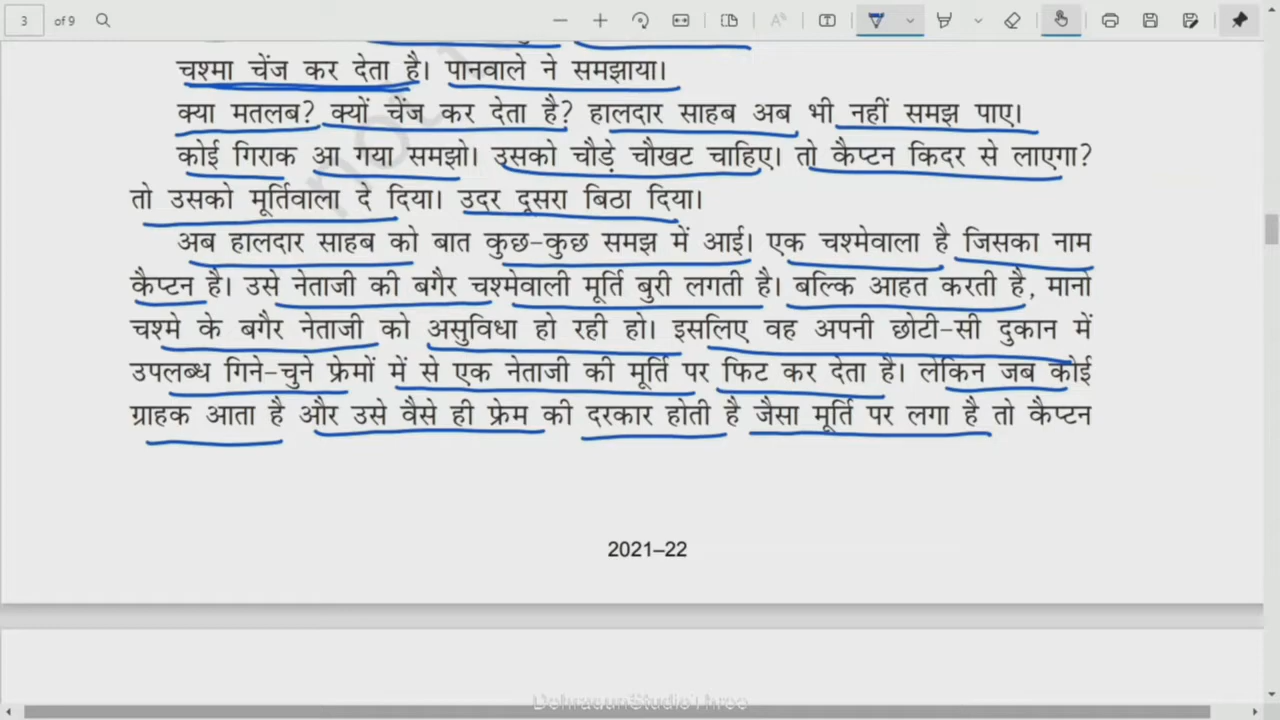 3 of 9
चश्मा चेंज कर देता है। पानवाले ने समझाया।
क्या मतलब? क्यों चेंज कर देता है? हालदार साहब अब भी नहीं समझ पाए।
कोई गिराक आ गया समझो। उसको चौड़े चौखट चाहिए। तो कैप्टन किदर से लाएगा?
तो उसको मूर्तिवाला दे दिया। उदर दूसरा बिठा दिया।
अब हालदार साहब को बात कुछ-कुछ समझ में आई। एक चश्मेवाला है जिसका नाम
कैप्टन है। उसे नेताजी की बगैर चश्मेवाली मूर्ति बुरी लगती है। बल्कि आहत करती है, मानो
चश्मे के बगैर नेताजी को असुविधा हो रही हो। इसलिए वह अपनी छोटी-सी दुकान में
उपलब्ध गिने-चुने फ्रेमों में से एक नेताजी की मूर्ति पर फिट कर देता है। लेकिन जब कोई
ग्राहक आता है और उसे वैसे ही फ्रेम की दरकार होती है जैसा मूर्ति पर लगा है तो कैप्टन
2021–22
DehradunStudioThree